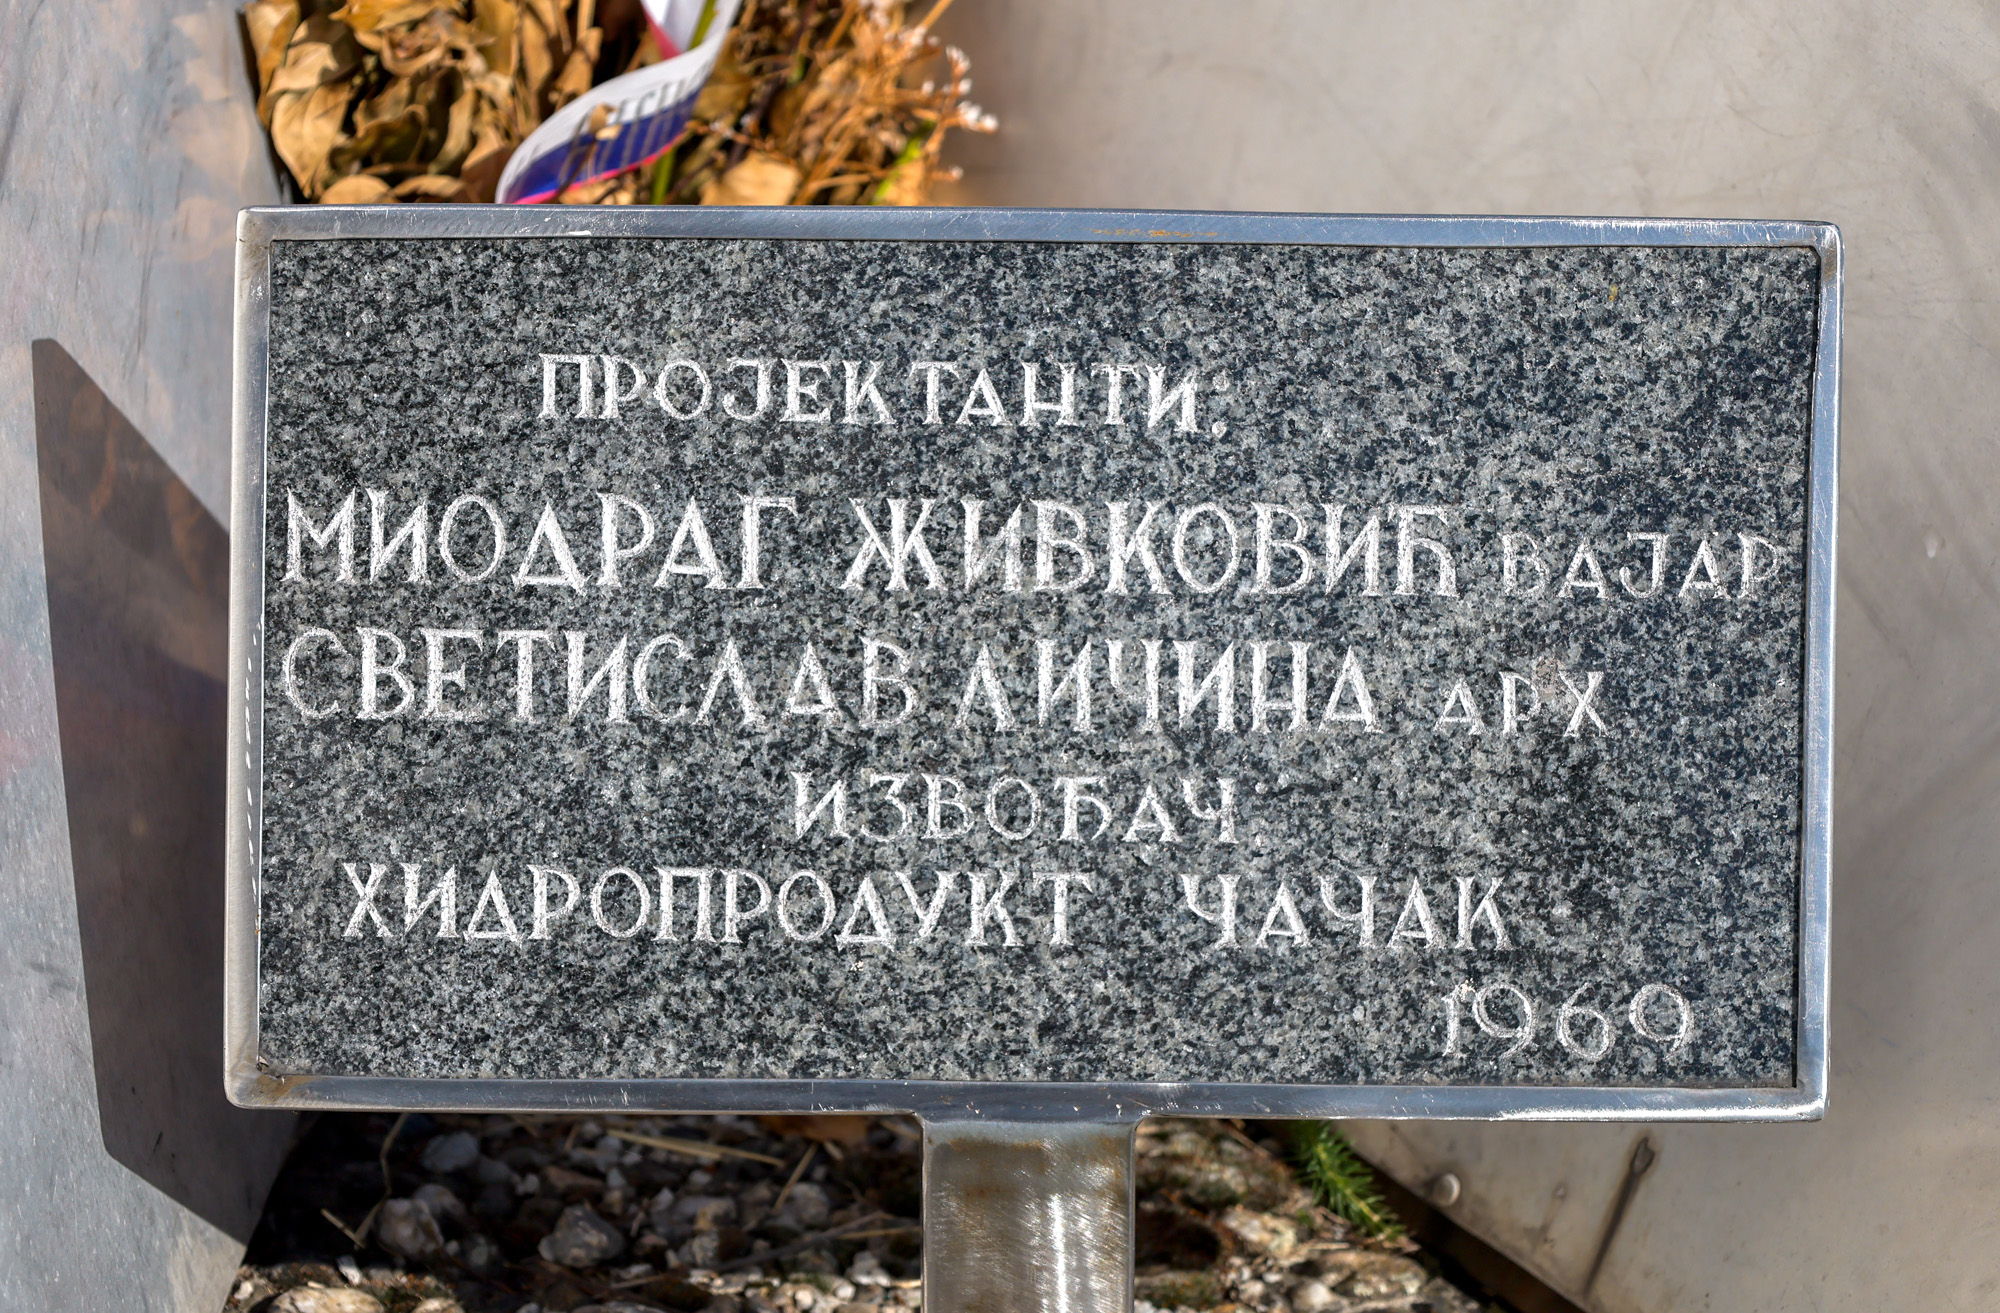 ПРОЈЕКТАНТИ:
МИОДРАГ ЖИВКОВИЋ ВАЈАР
СВЕТИСЛАВ ЛИЧИНА АРХ
ИЗВОЂАЧ
ХИДРОПРОДУКТ ЧАЧАК
1969